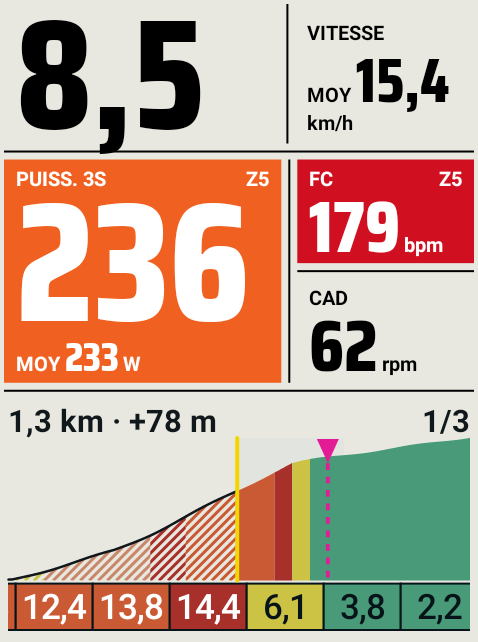 8,5
VITESSE
MOY 15,4
km/h
PUISS. 3S Z5
236
MOY 233 W
FC Z5
179 bpm
CAD
62 rpm
1,3 km · +78 m 1/3
12,4 13,8 14,4 6,1 3,8 2,2